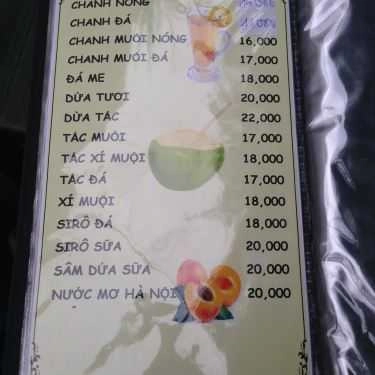 CHANH NÓNG
CHANH ĐÁ
CHANH MUỐI NÓNG 16,000
CHANH MUỐI ĐÁ 17,000
ĐÁ ME 18,000
DỪA TƯƠI 20,000
DỪA TẮC 22,000
TẮC MUỐI 17,000
TẮC XÍ MUỘI 18,000
TẮC ĐÁ 17,000
XÍ MUỘI 18,000
SIRÔ ĐÁ 18,000
SIRÔ SỮA 20,000
SÂM DỨA SỮA 20,000
NƯỚC MƠ HÀ NỘI 20,000